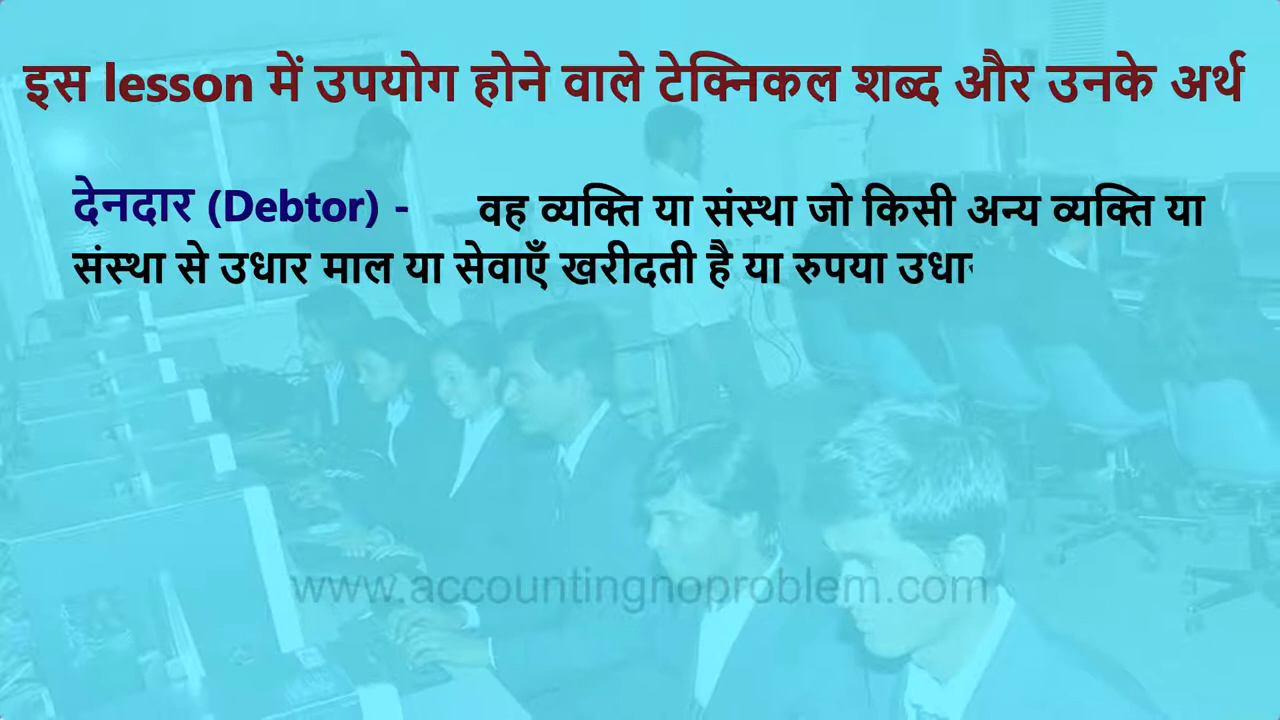 इस lesson में उपयोग होने वाले टेक्निकल शब्द और उनके अर्थ
देनदार (Debtor) - वह व्यक्ति या संस्था जो किसी अन्य व्यक्ति या
संस्था से उधार माल या सेवाएँ खरीदती है या रुपया
www.accountingnoproblem.com